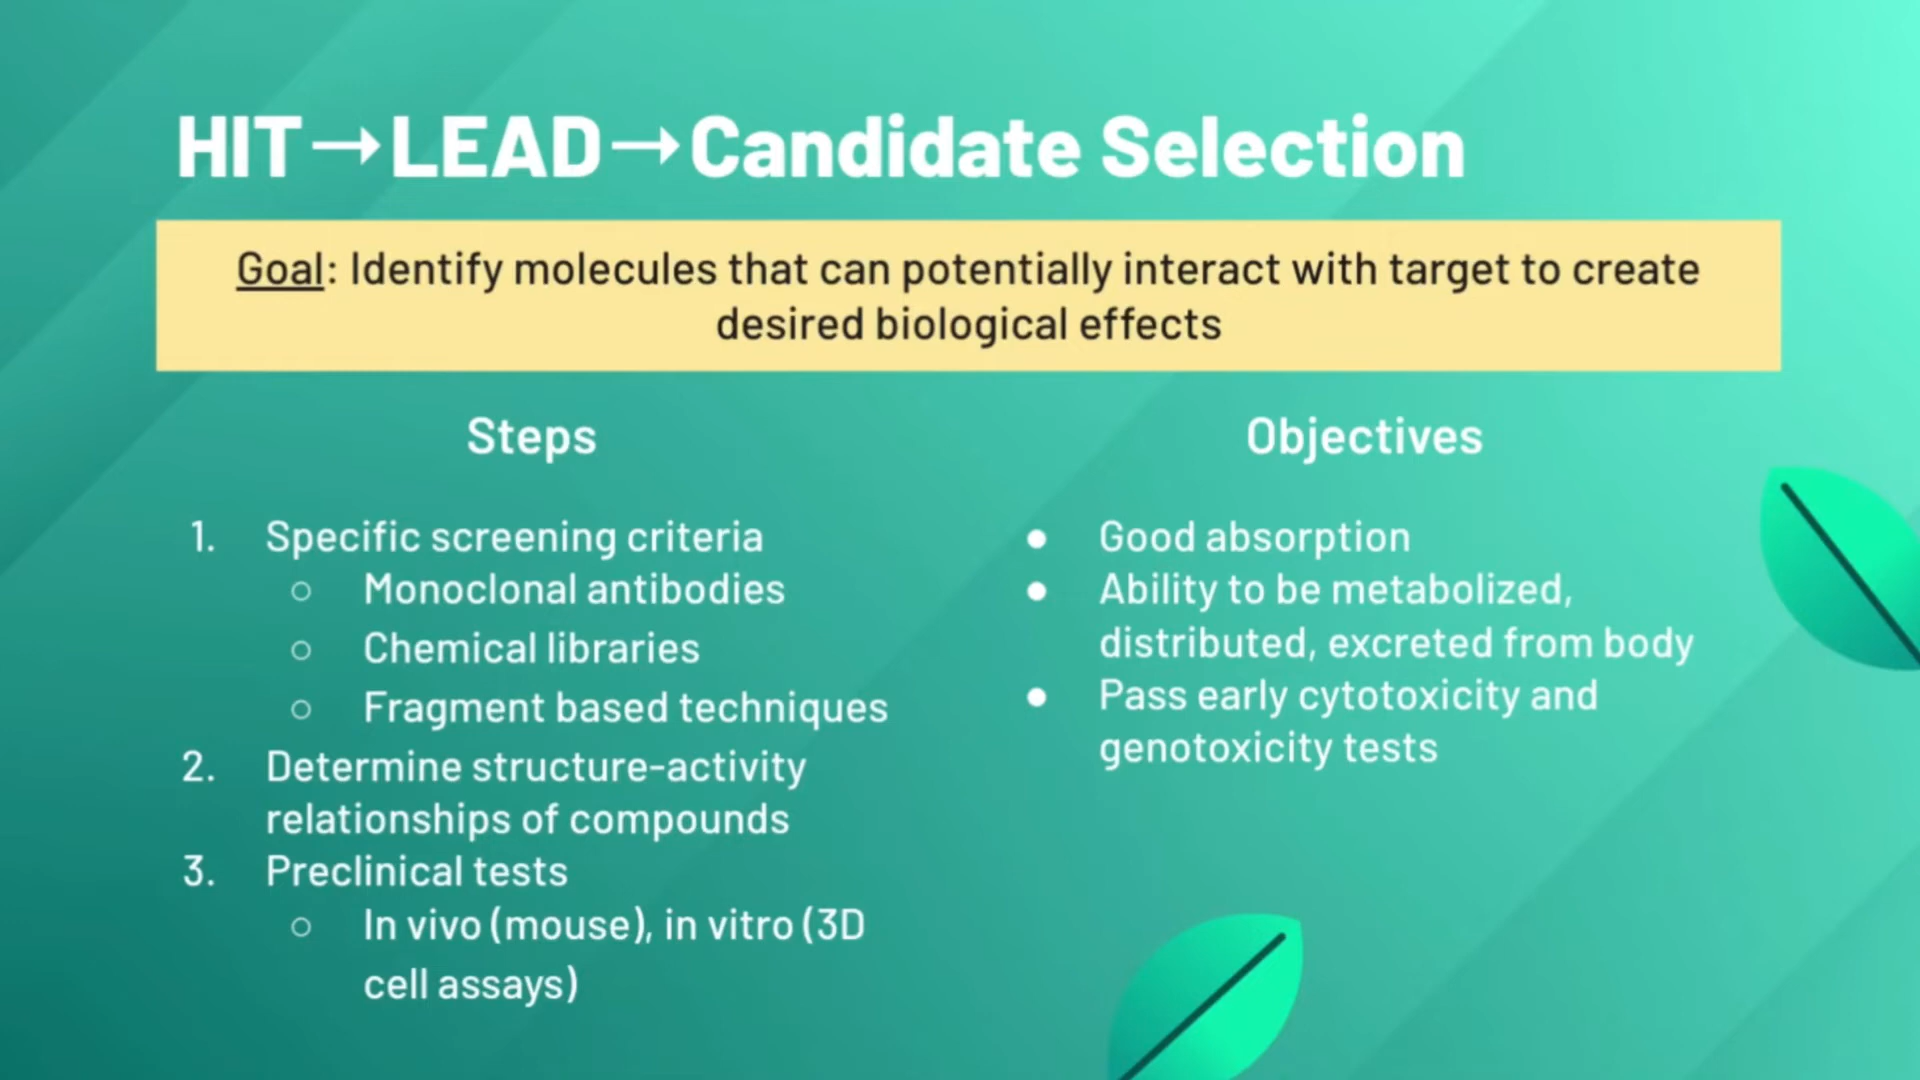 HIT→LEAD→Candidate Selection
Goal: Identify molecules that can potentially interact with target to create
desired biological effects
Steps
1. Specific screening criteria
○ Monoclonal antibodies
○ Chemical libraries
○ Fragment based techniques
2. Determine structure-activity
relationships of compounds
3. Preclinical tests
○ In vivo (mouse), in vitro (3D
cell assays)
Objectives
● Good absorption
● Ability to be metabolized,
distributed, excreted from body
● Pass early cytotoxicity and
genotoxicity tests